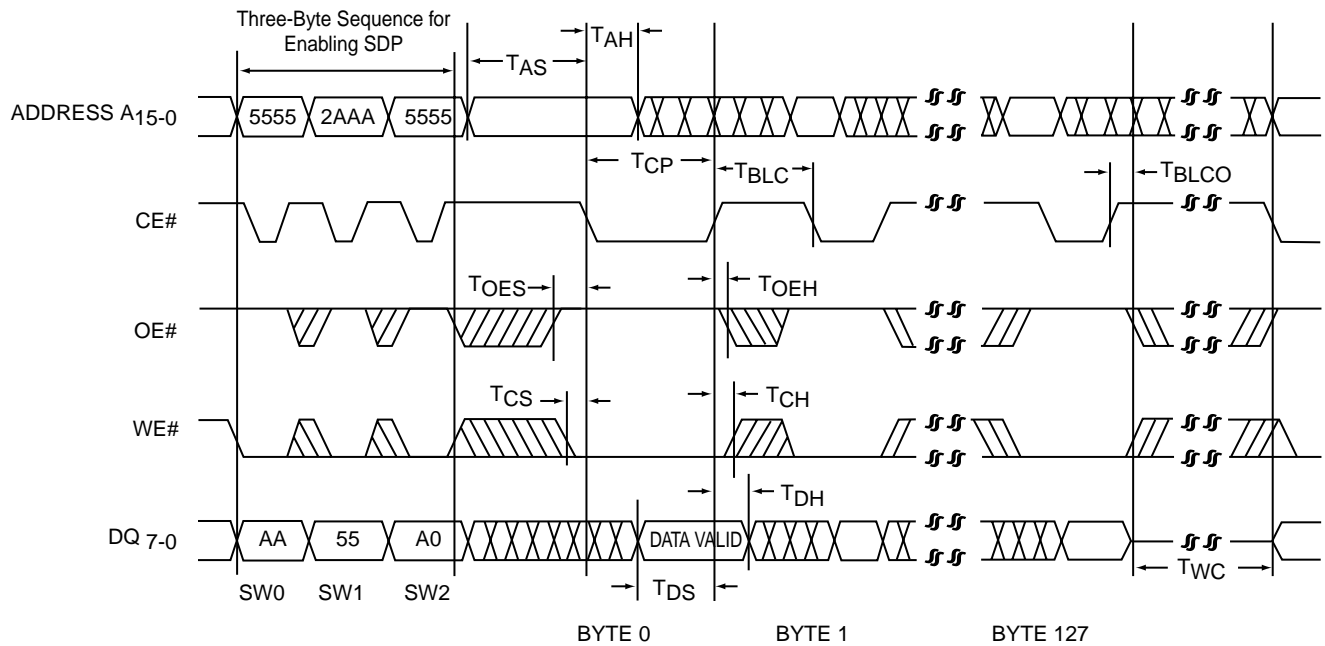 Three-Byte Sequence for
Enabling SDP
TAH
TAS
ADDRESS A15-0
5555 2AAA 5555
TCP
TBLC
TBLCO
CE#
TOES
TOEH
OE#
TCS
TCH
WE#
TDH
DQ 7-0
AA 55 A0
DATA VALID
SW0 SW1 SW2
TDS
TWC
BYTE 0 BYTE 1 BYTE 127